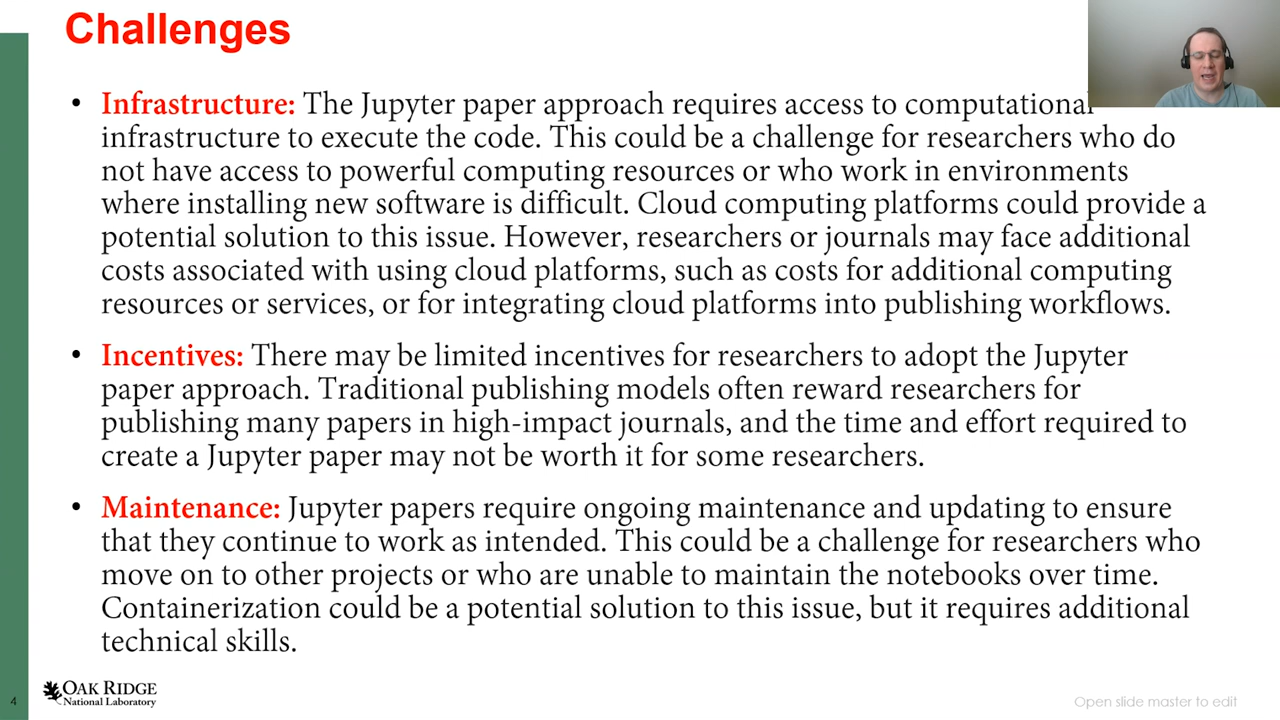 Challenges
• Infrastructure: The Jupyter paper approach requires access to computational
infrastructure to execute the code. This could be a challenge for researchers who do
not have access to powerful computing resources or who work in environments
where installing new software is difficult. Cloud computing platforms could provide a
potential solution to this issue. However, researchers or journals may face additional
costs associated with using cloud platforms, such as costs for additional computing
resources or services, or for integrating cloud platforms into publishing workflows.
• Incentives: There may be limited incentives for researchers to adopt the Jupyter
paper approach. Traditional publishing models often reward researchers for
publishing many papers in high-impact journals, and the time and effort required to
create a Jupyter paper may not be worth it for some researchers.
• Maintenance: Jupyter papers require ongoing maintenance and updating to ensure
that they continue to work as intended. This could be a challenge for researchers who
move on to other projects or who are unable to maintain the notebooks over time.
Containerization could be a potential solution to this issue, but it requires additional
technical skills.
4
OAK RIDGE
National Laboratory
Open slide master to edit